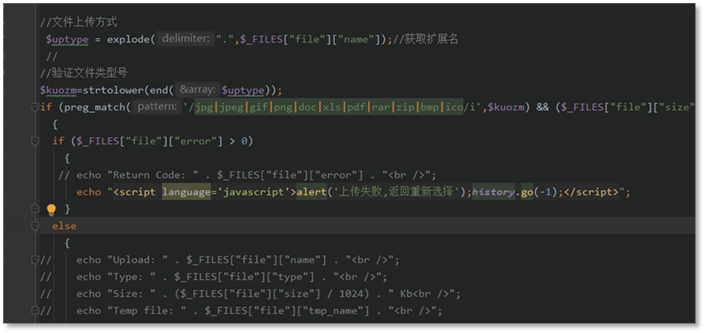 //文件上传方式
$uptype = explode( delimiter: ".",$_FILES["file"]["name"]);//获取扩展名
//
//验证文件类型号
$kuozm=strtolower(end( &array: $uptype));
if (preg_match( pattern: '/jpg|jpeg|gif|png|doc|xls|pdf|rar|zip|bmp|ico/i',$kuozm) && ($_FILES["file"]["size"
{
if ($_FILES["file"]["error"] > 0)
{
// echo "Return Code: " . $_FILES["file"]["error"] . "<br />";
echo "<script language='javascript'>alert('上传失败,返回重新选择');history.go(-1);</script>";
}
else
{
// echo "Upload: " . $_FILES["file"]["name"] . "<br />";
// echo "Type: " . $_FILES["file"]["type"] . "<br />";
// echo "Size: " . ($_FILES["file"]["size"] / 1024) . " Kb<br />";
// echo "Temp file: " . $_FILES["file"]["tmp_name"] . "<br />";